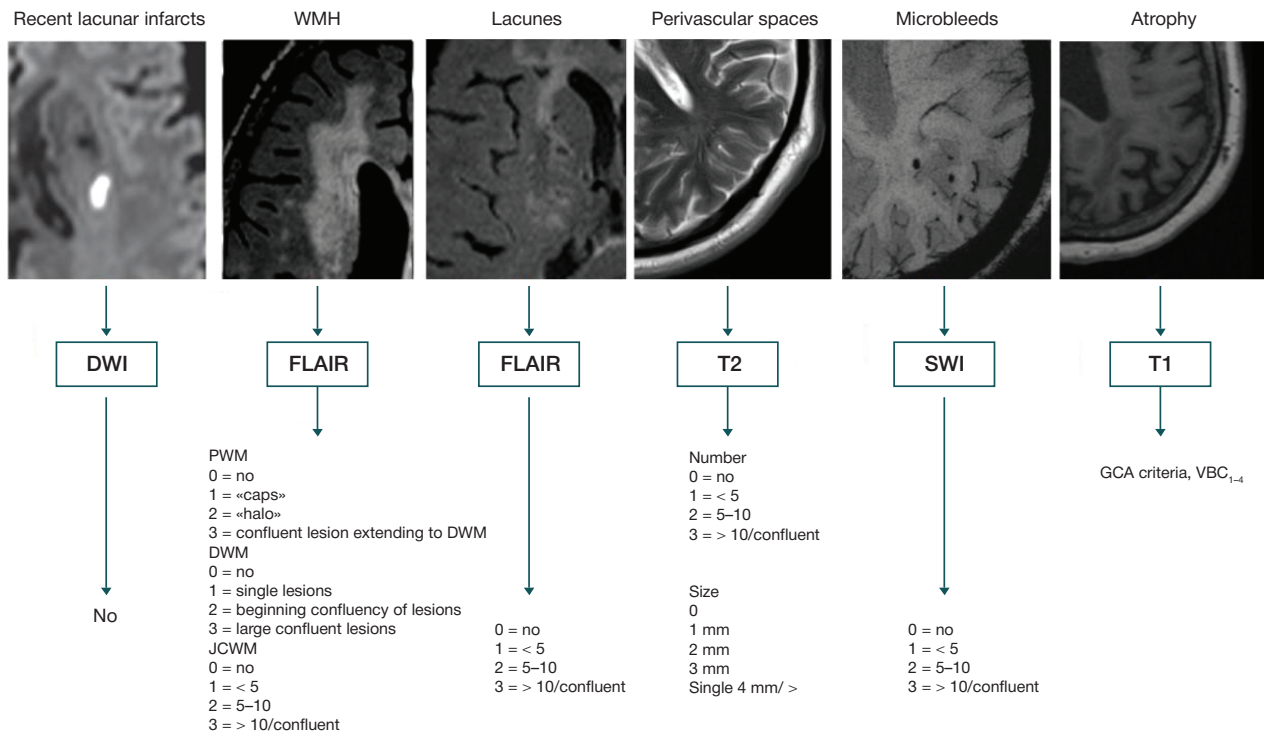 Recent lacunar infarcts
WMH
Lacunes
Perivascular spaces
Microbleeds
Atrophy
DWI
FLAIR
FLAIR
T2
SWI
T1
No
PWM
0 = no
1 = «caps»
2 = «halo»
3 = confluent lesion extending to DWM
DWM
0 = no
1 = single lesions
2 = beginning confluency of lesions
3 = large confluent lesions
JCWM
0 = no
1 = < 5
2 = 5–10
3 = > 10/confluent
0 = no
1 = < 5
2 = 5–10
3 = > 10/confluent
Number
0 = no
1 = < 5
2 = 5–10
3 = > 10/confluent
Size
0
1 mm
2 mm
3 mm
Single 4 mm/ >
0 = no
1 = < 5
2 = 5–10
3 = > 10/confluent
GCA criteria, VBC1–4